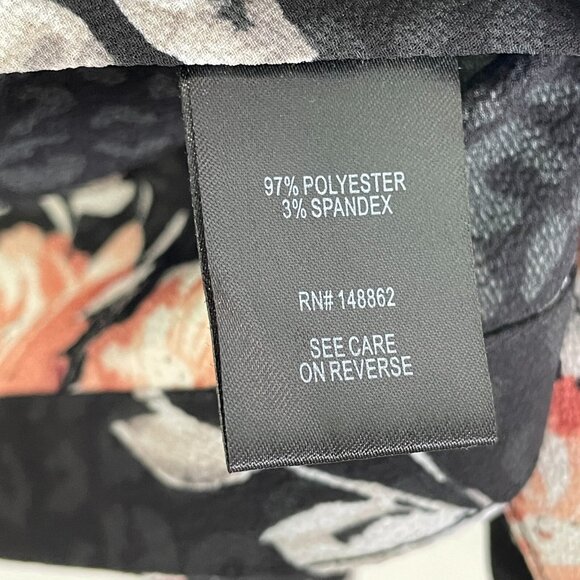 97% POLYESTER
3% SPANDEX
RN# 148862
SEE CARE
ON REVERSE